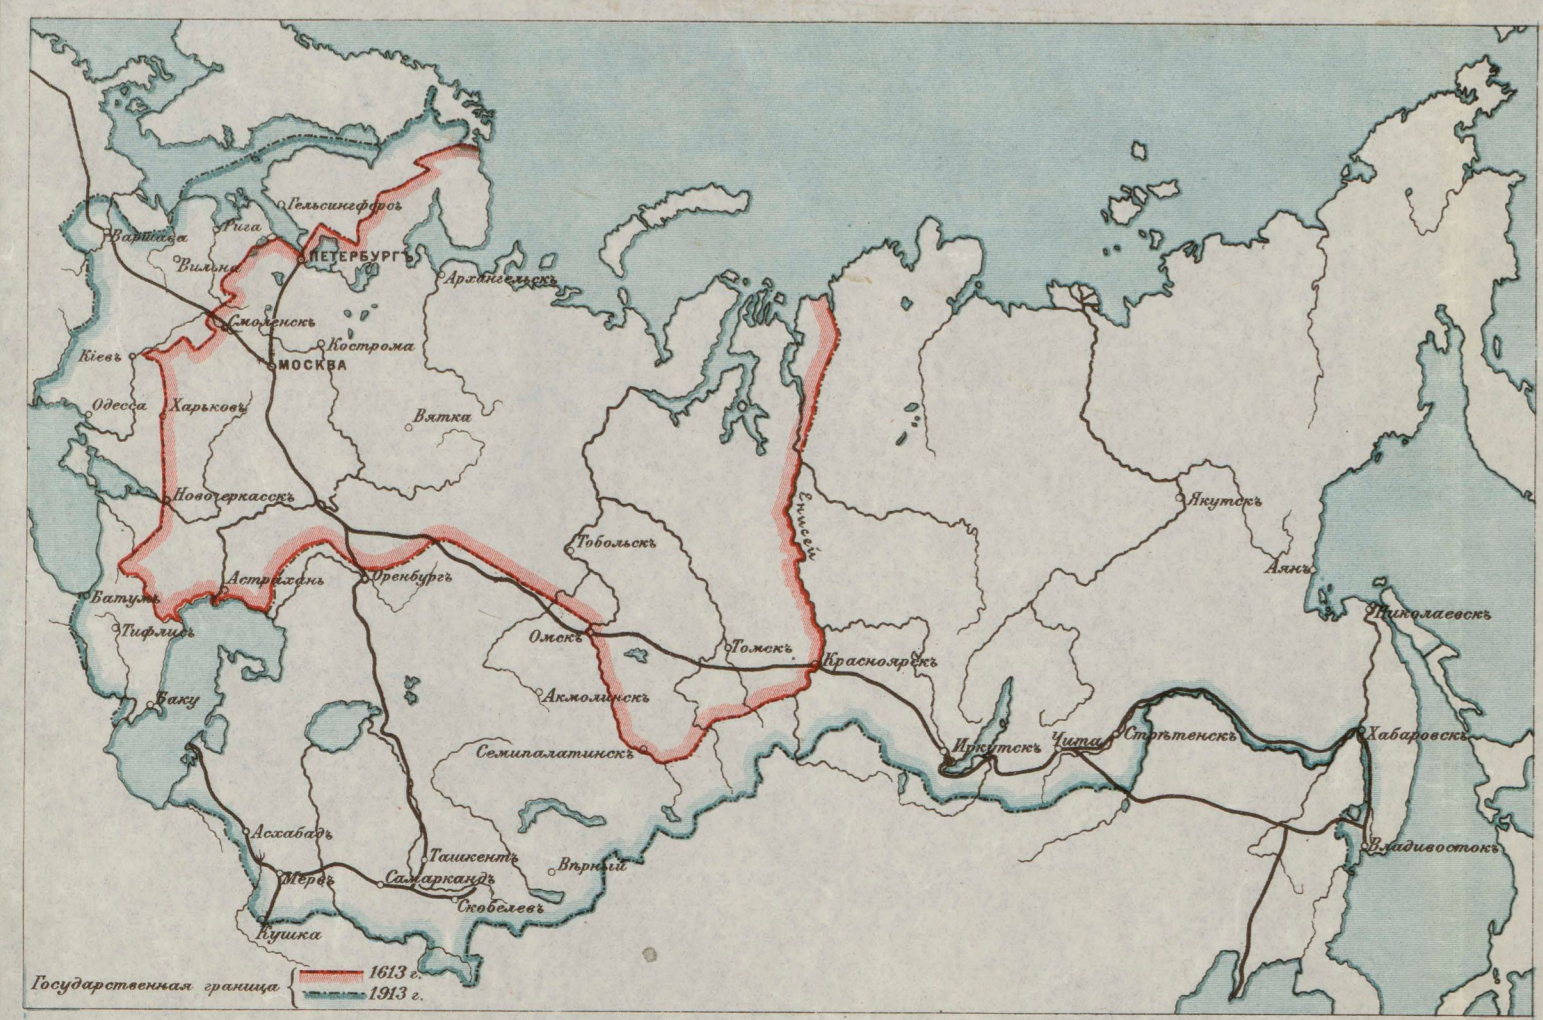 Гельсингфорсъ
Рига
Варшава
ПЕТЕРБУРГЪ
Вильна
Архангельскъ
Смоленскъ
Кіевъ
Кострома
МОСКВА
Одесса
Харьковъ
Вятка
Новочеркасскъ
Енисей
Якутскъ
Тобольскъ
Аянъ
Астрахань
Оренбургъ
Батумъ
Николаевскъ
Тифлисъ
Омскъ
Томскъ
Красноярскъ
Баку
Акмолинскъ
Семипалатинскъ
Иркутскъ
Чита
Стрѣтенскъ
Хабаровскъ
Асхабадъ
Ташкентъ
Вѣрный
Владивостокъ
Мервъ
Самаркандъ
Скобелевъ
Кушка
Государственная граница
1613 г.
1913 г.